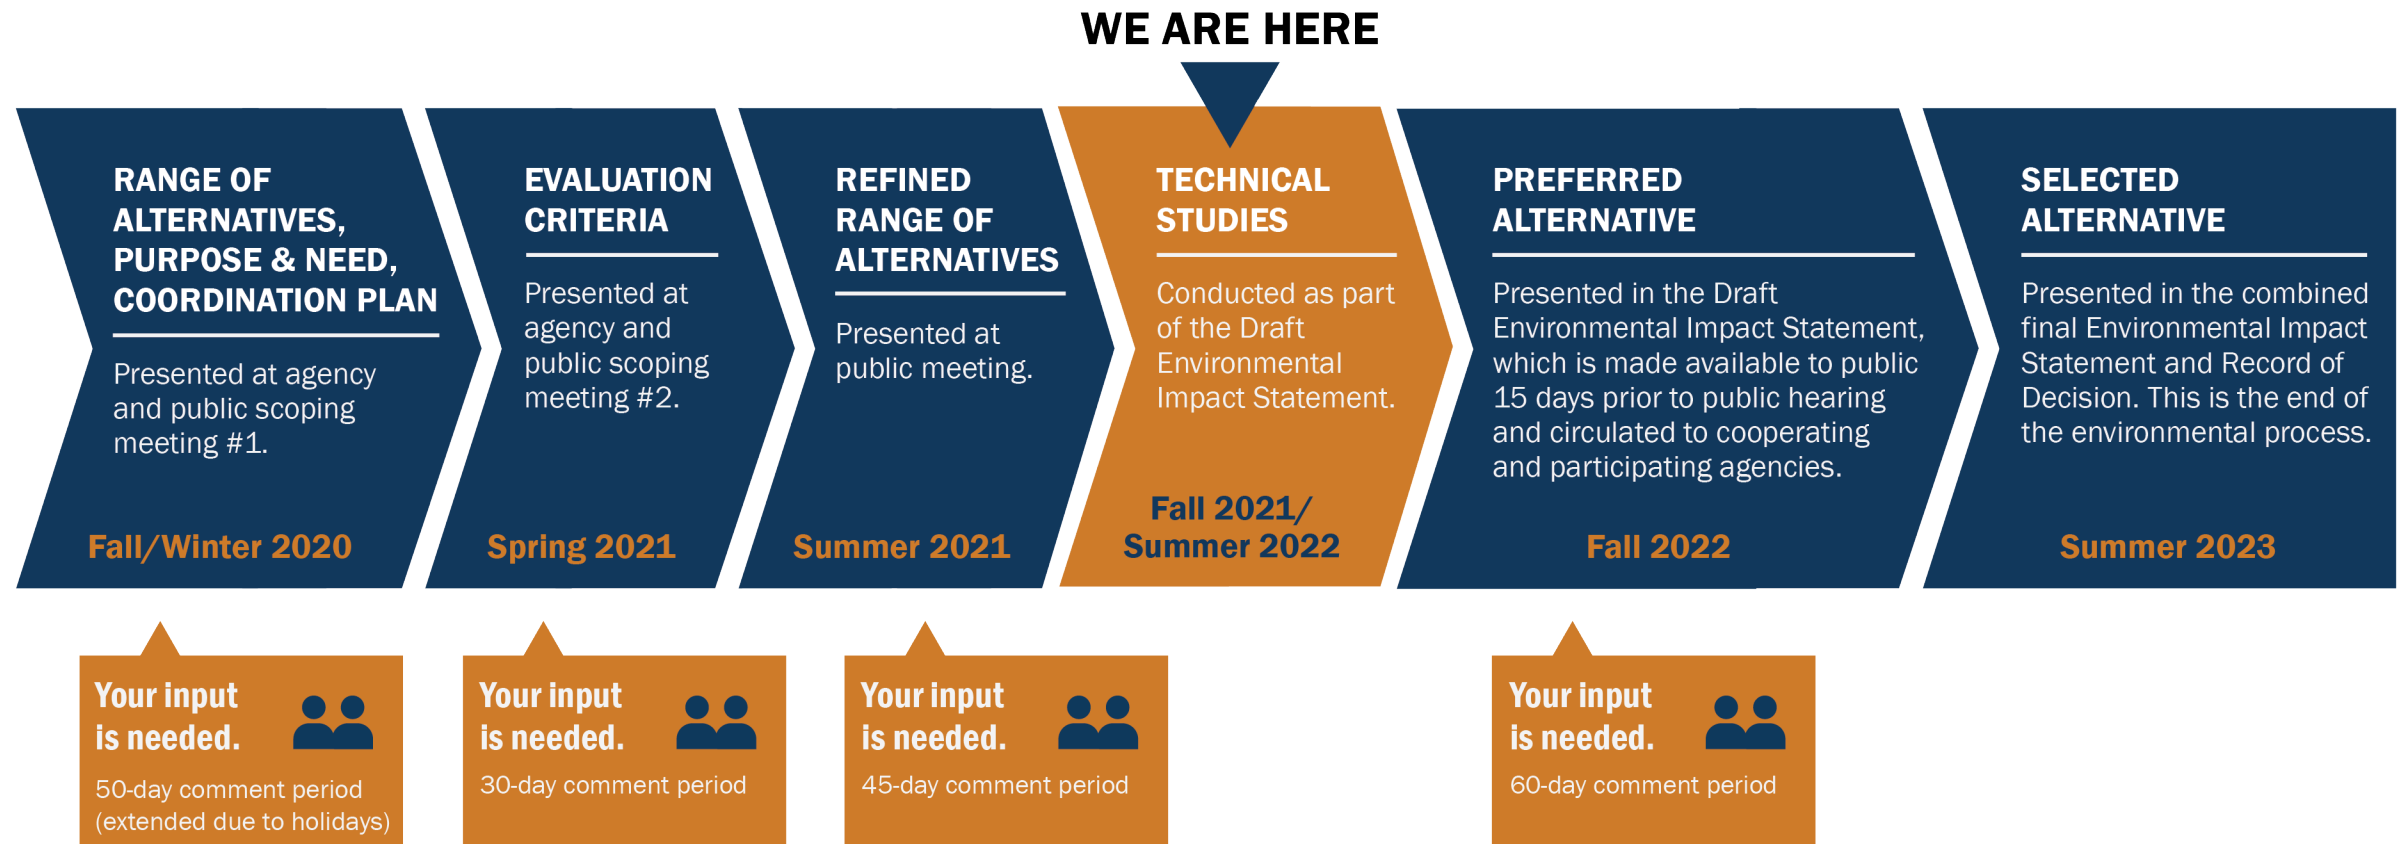 WE ARE HERE
RANGE OF
ALTERNATIVES,
PURPOSE & NEED,
COORDINATION PLAN
Presented at agency
and public scoping
meeting #1.
Fall/Winter 2020
EVALUATION
CRITERIA
Presented at
agency and
public scoping
meeting #2.
Spring 2021
REFINED
RANGE OF
ALTERNATIVES
Presented at
public meeting.
Summer 2021
TECHNICAL
STUDIES
Conducted as part
of the Draft
Environmental
Impact Statement.
Fall 2021/
Summer 2022
PREFERRED
ALTERNATIVE
Presented in the Draft
Environmental Impact Statement,
which is made available to public
15 days prior to public hearing
and circulated to cooperating
and participating agencies.
Fall 2022
SELECTED
ALTERNATIVE
Presented in the combined
final Environmental Impact
Statement and Record of
Decision. This is the end of
the environmental process.
Summer 2023
Your input
is needed.
50-day comment period
(extended due to holidays)
Your input
is needed.
30-day comment period
Your input
is needed.
45-day comment period
Your input
is needed.
60-day comment period